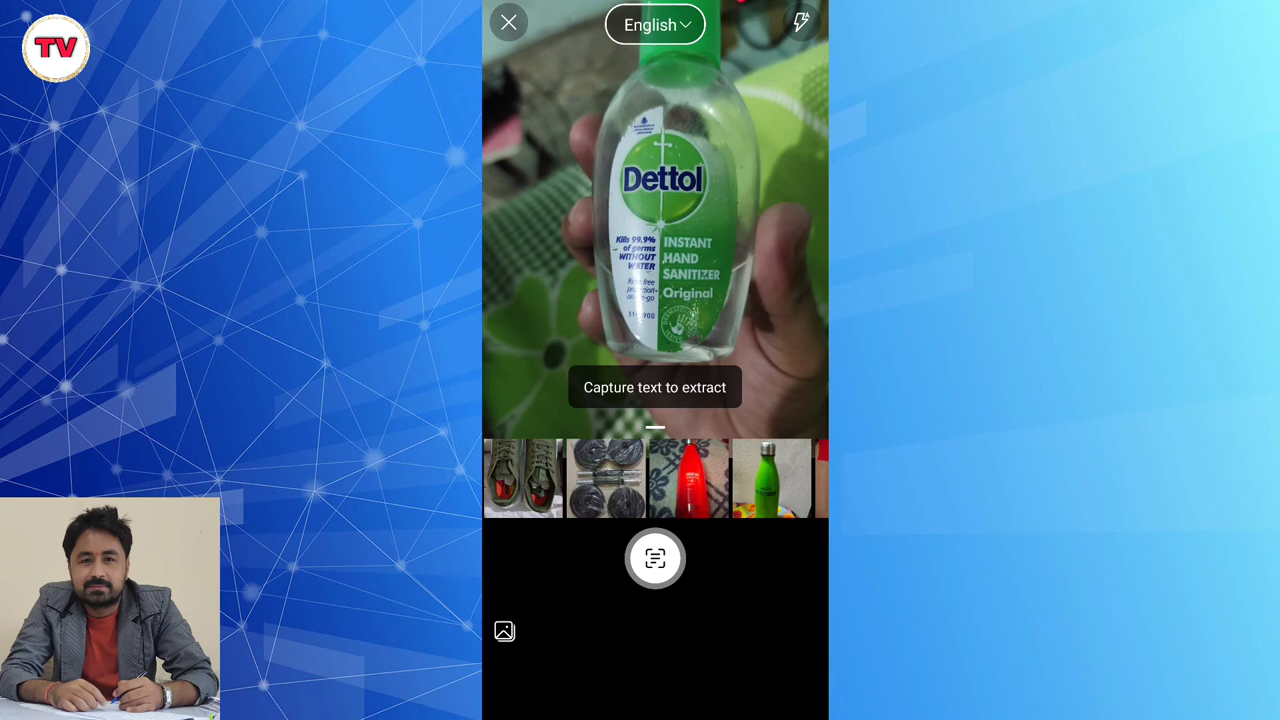 TV
English
Dettol
Kills 99.9%
of germs
WITHOUT
WATER
INSTANT
HAND
SANITIZER
Original
Capture text to extract